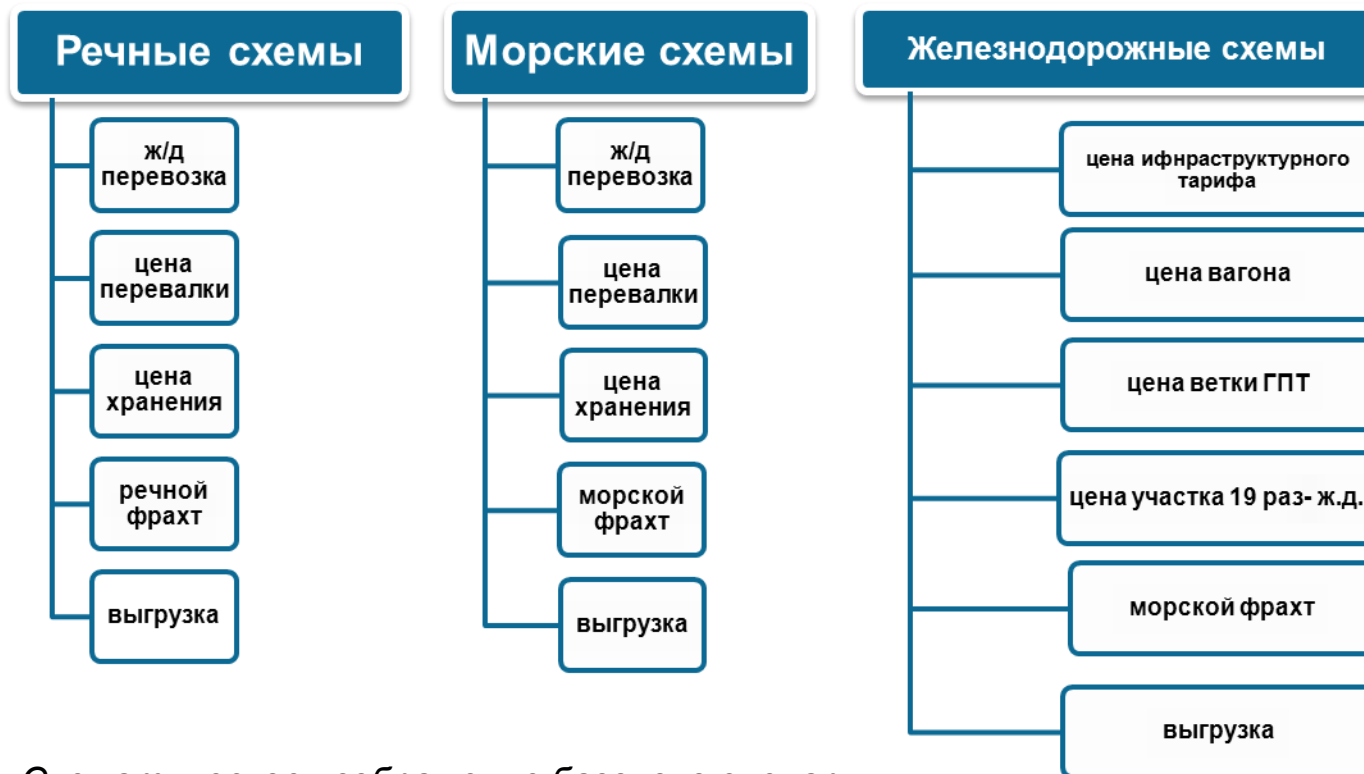 Речные схемы
ж/д
перевозка
цена
перевалки
цена
хранения
речной
фрахт
выгрузка
Морские схемы
ж/д
перевозка
цена
перевалки
цена
хранения
морской
фрахт
выгрузка
Железнодорожные схемы
цена ифнраструктурного
тарифа
цена вагона
цена ветки ГПТ
цена участка 19 раз- ж.д.
морской фрахт
выгрузка